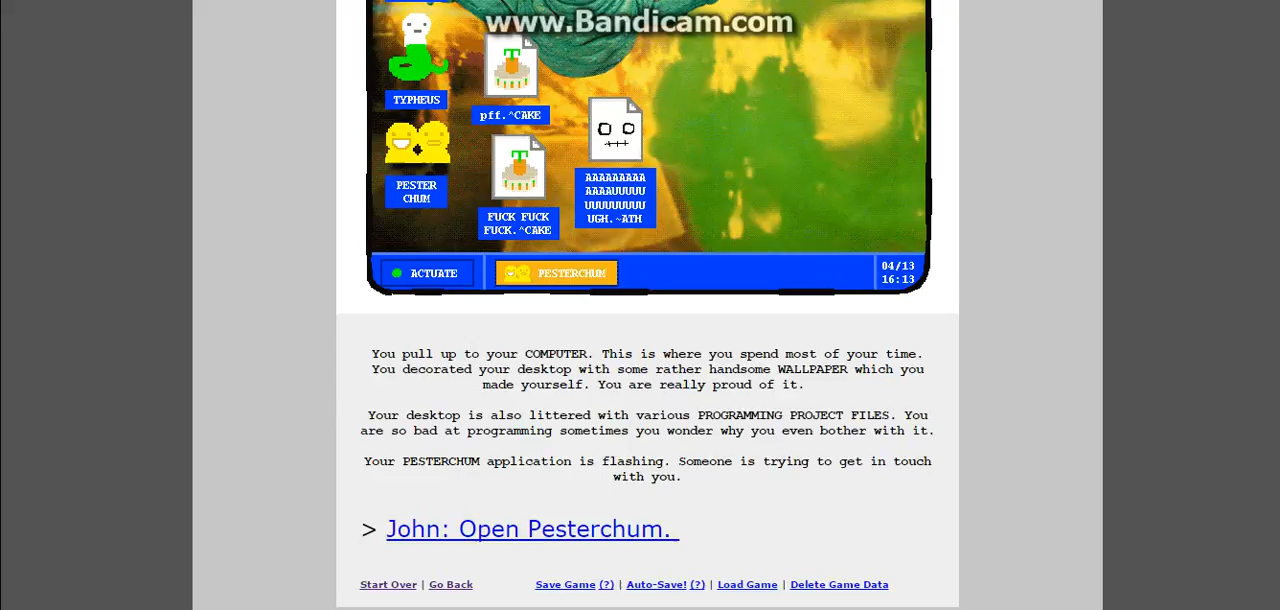 www.Bandicam.com
TYPHEUS
pff.^CAKE
PESTER
CHUM
FUCK FUCK
FUCK.^CAKE
AAAAAAAAA
AAAAUUUUU
UUUUUUUUU
UGH.~ATH
ACTUATE
PESTERCHUM
04/13
16:13
You pull up to your COMPUTER. This is where you spend most of your time.
You decorated your desktop with some rather handsome WALLPAPER which you
made yourself. You are really proud of it.
Your desktop is also littered with various PROGRAMMING PROJECT FILES. You
are so bad at programming sometimes you wonder why you even bother with it.
Your PESTERCHUM application is flashing. Someone is trying to get in touch
with you.
> John: Open Pesterchum.
Start Over | Go Back Save Game (?) | Auto-Save! (?) | Load Game | Delete Game Data